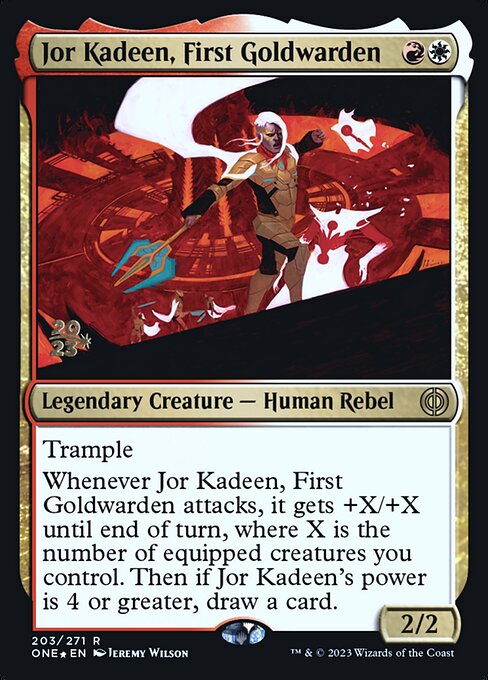 Jor Kadeen, First Goldwarden
20
23
Legendary Creature — Human Rebel
Trample
Whenever Jor Kadeen, First
Goldwarden attacks, it gets +X/+X
until end of turn, where X is the
number of equipped creatures you
control. Then if Jor Kadeen's power
is 4 or greater, draw a card.
2/2
203/271 R
ONE★EN Jeremy Wilson
™ & © 2023 Wizards of the Coast